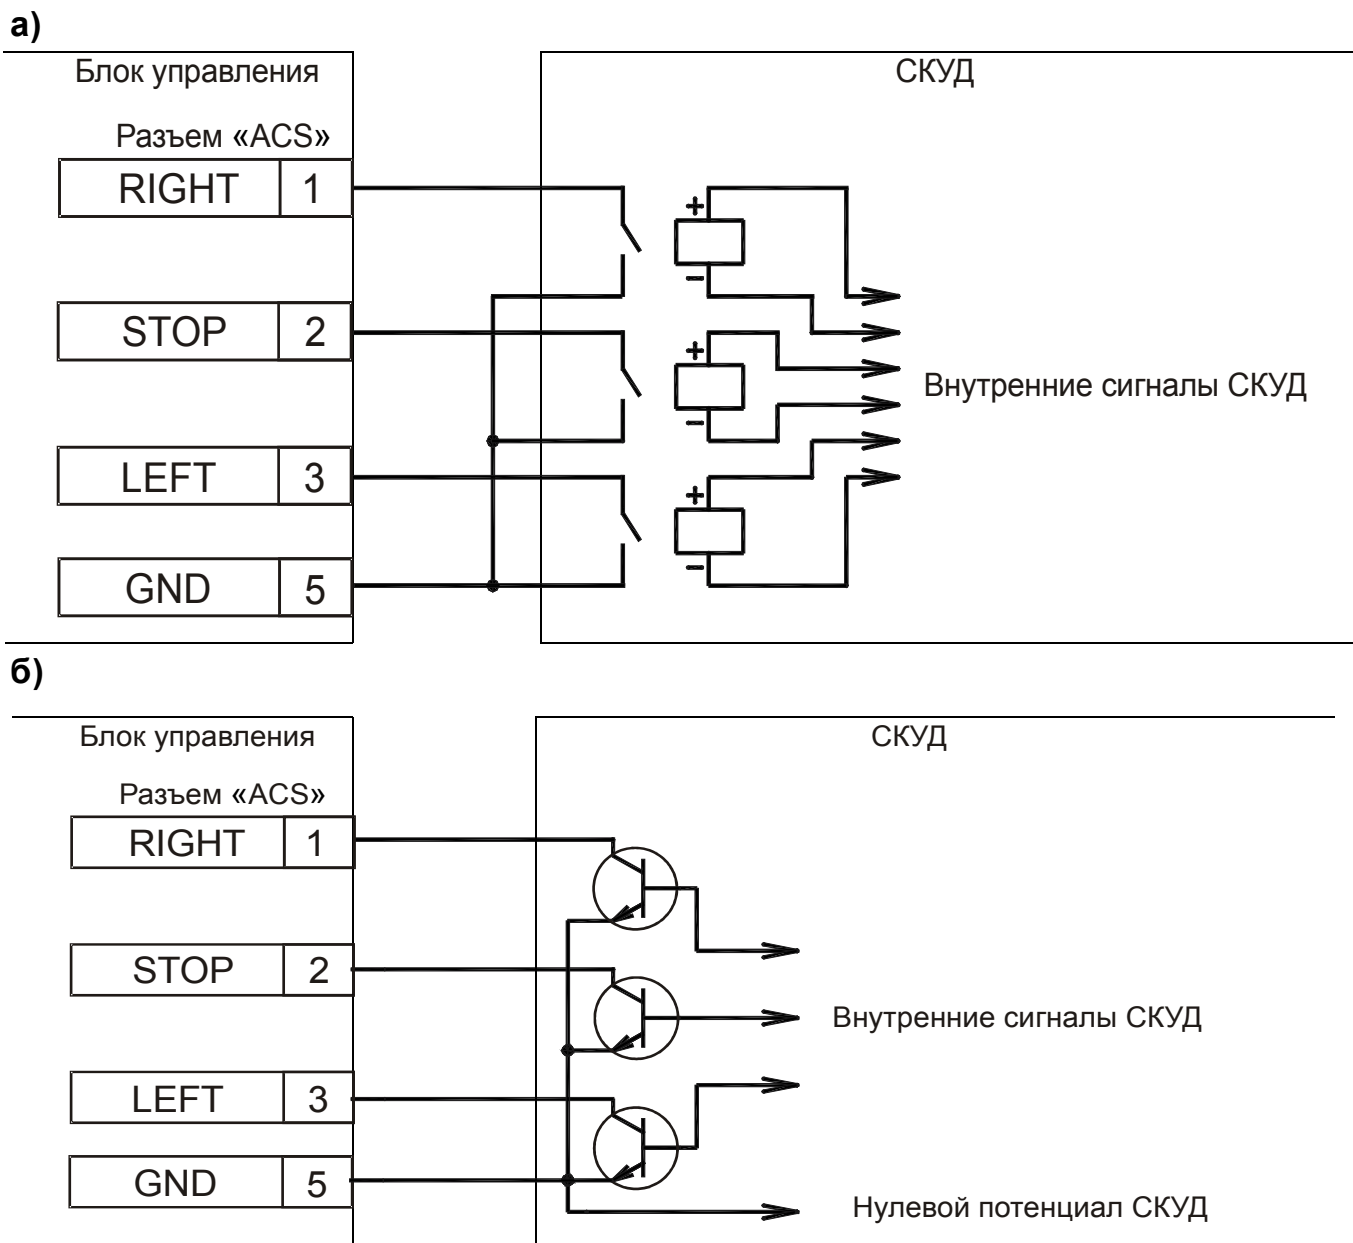 а)
Блок управления
СКУД
Разъем «ACS»
RIGHT 1
+
−
STOP 2
+
−
Внутренние сигналы СКУД
LEFT 3
+
−
GND 5
б)
Блок управления
СКУД
Разъем «ACS»
RIGHT 1
STOP 2
Внутренние сигналы СКУД
LEFT 3
GND 5
Нулевой потенциал СКУД